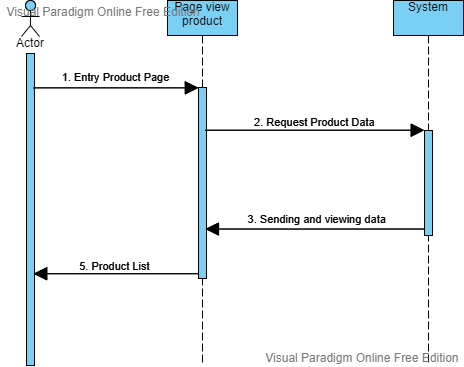 Visual Paradigm Online Free Edition
Page view
product
System
Actor
1. Entry Product Page
2. Request Product Data
3. Sending and viewing data
5. Product List
Visual Paradigm Online Free Edition